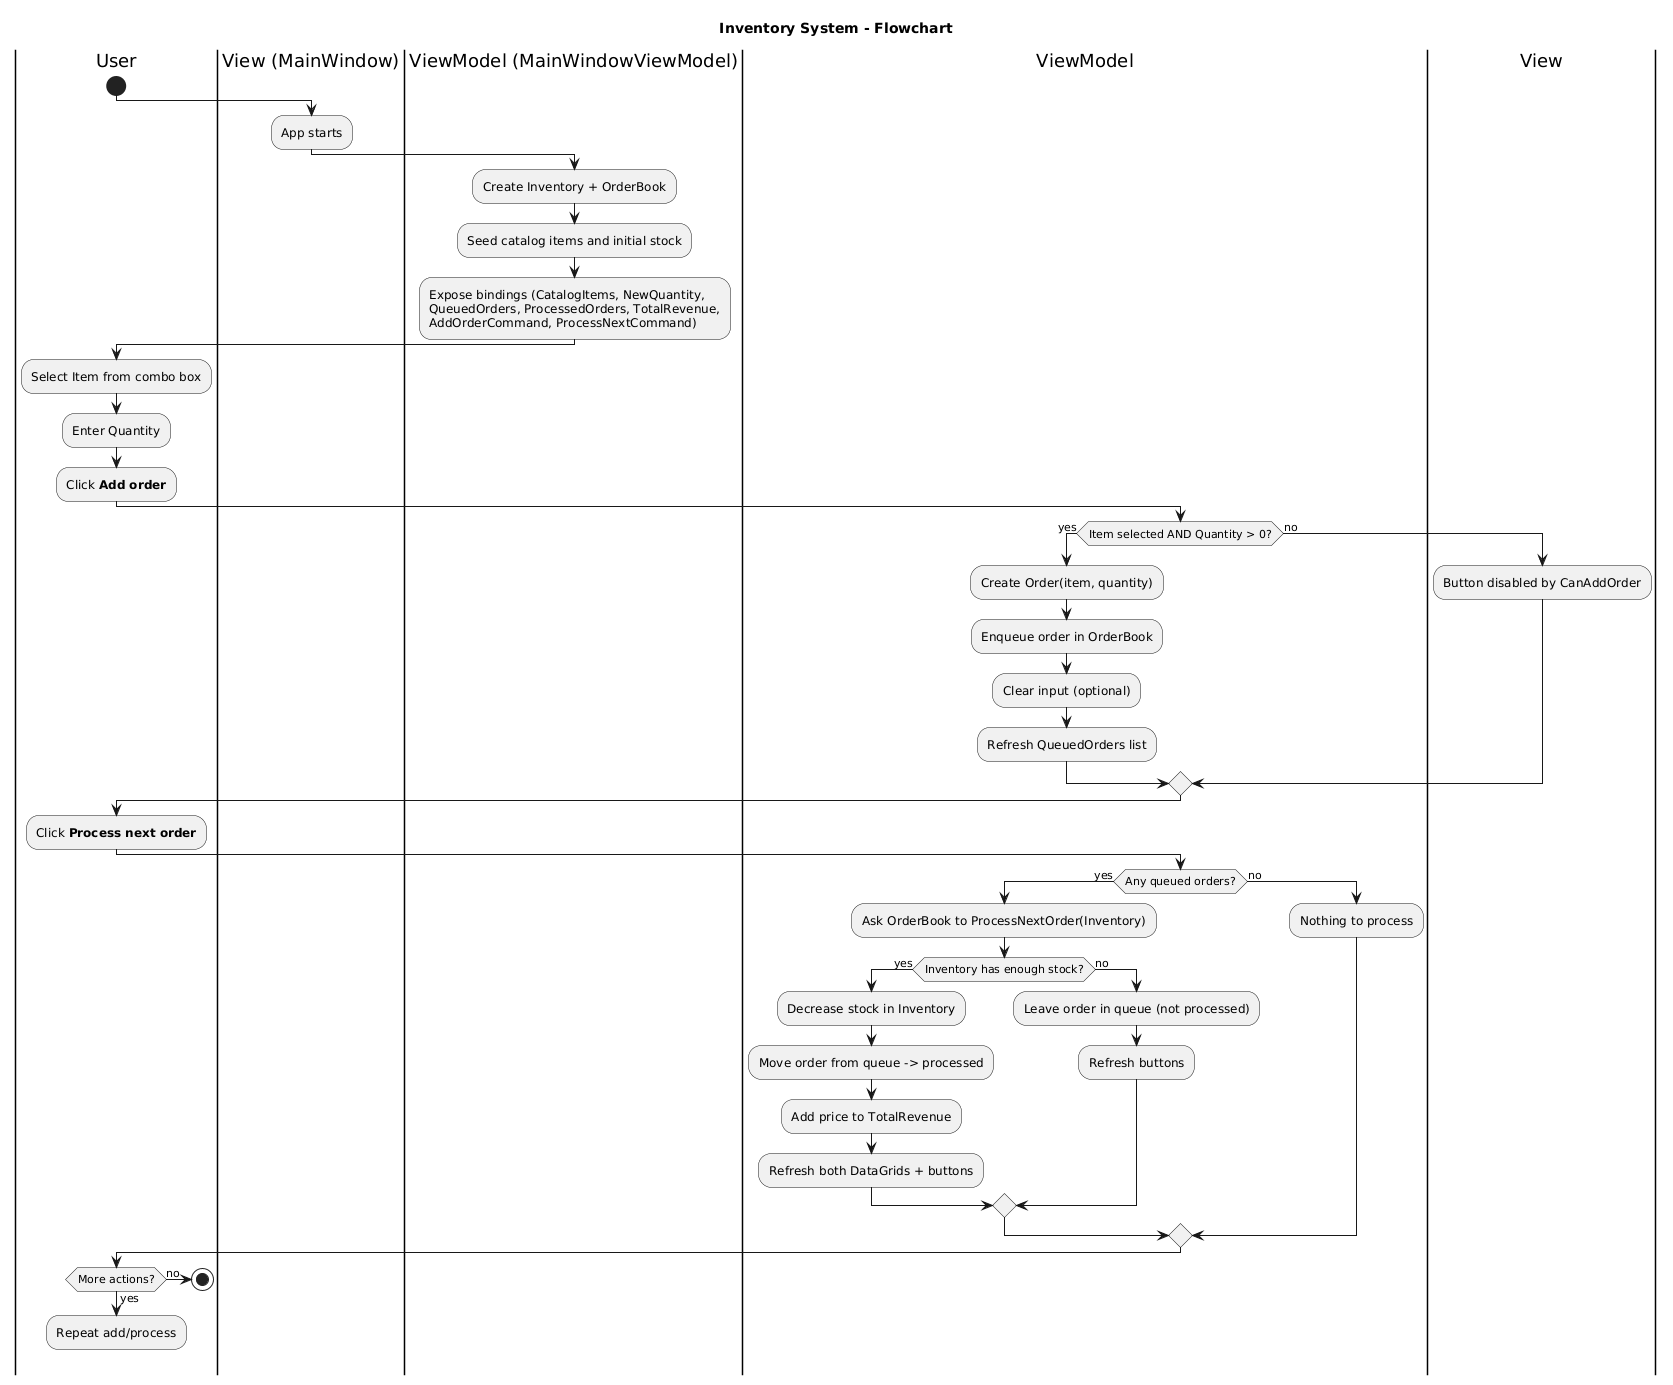 Inventory System - Flowchart
User
View (MainWindow)
ViewModel (MainWindowViewModel)
ViewModel
View
App starts
Create Inventory + OrderBook
Seed catalog items and initial stock
Expose bindings (CatalogItems, NewQuantity,
QueuedOrders, ProcessedOrders, TotalRevenue,
AddOrderCommand, ProcessNextCommand)
Select Item from combo box
Enter Quantity
Click Add order
yes
Item selected AND Quantity > 0?
no
Create Order(item, quantity)
Button disabled by CanAddOrder
Enqueue order in OrderBook
Clear input (optional)
Refresh QueuedOrders list
Click Process next order
yes
Any queued orders?
no
Ask OrderBook to ProcessNextOrder(Inventory)
Nothing to process
yes
Inventory has enough stock?
no
Decrease stock in Inventory
Leave order in queue (not processed)
Move order from queue -> processed
Refresh buttons
Add price to TotalRevenue
Refresh both DataGrids + buttons
More actions?
no
yes
Repeat add/process